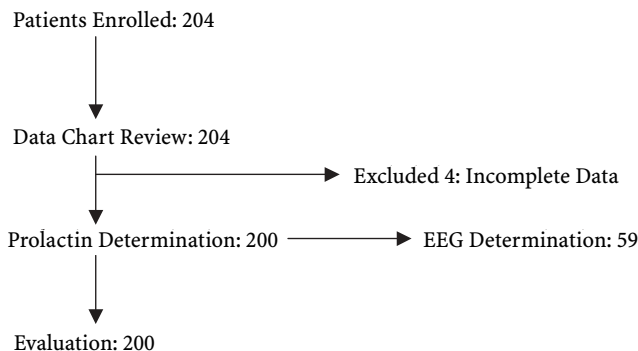 Patients Enrolled: 204
Data Chart Review: 204
Excluded 4: Incomplete Data
Prolactin Determination: 200
EEG Determination: 59
Evaluation: 200